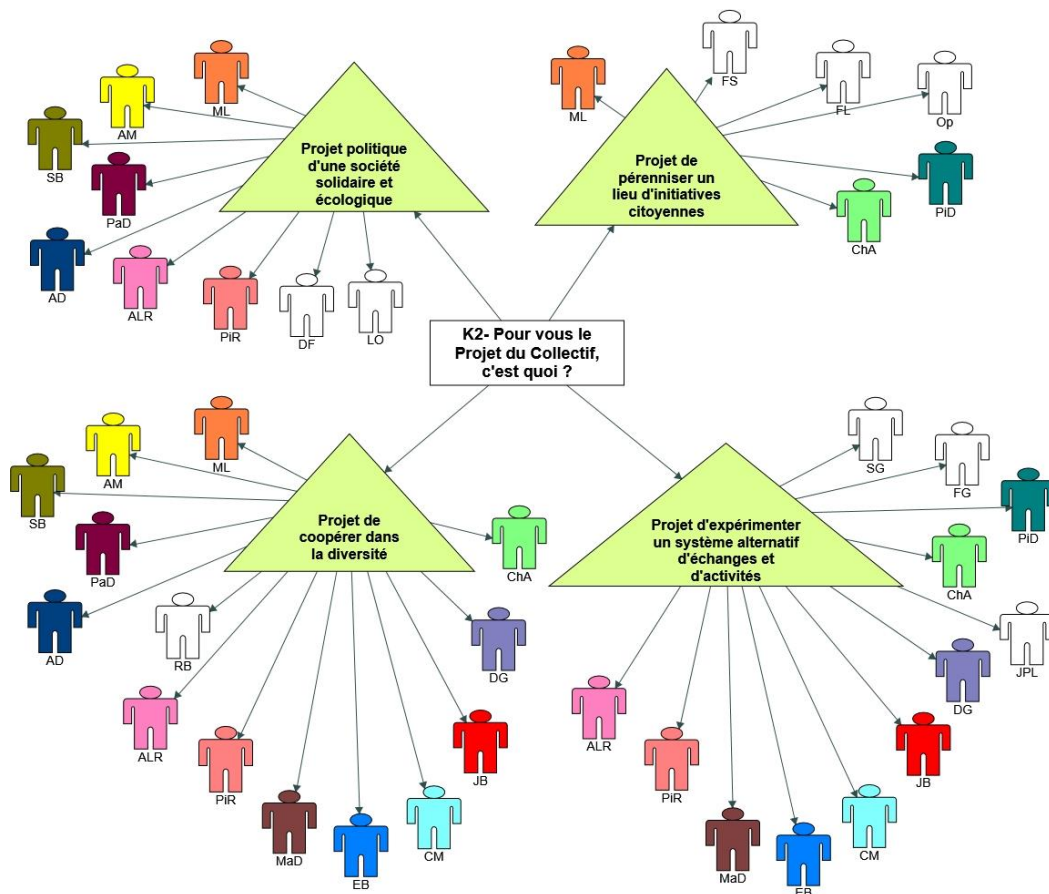 ML
AM
SB
PaD
AD
ALR
PiR
DF
LO
Projet politique
d'une société
solidaire et
écologique
ML
FS
FL
Op
PiD
ChA
Projet de
pérenniser un
lieu d'initiatives
citoyennes
K2- Pour vous le
Projet du Collectif,
c'est quoi ?
ML
AM
SB
PaD
AD
RB
ALR
PiR
MaD
EB
CM
JB
DG
ChA
Projet de
coopérer dans
la diversité
SG
FG
PiD
ChA
JPL
DG
JB
CM
EB
MaD
PiR
ALR
Projet d'expérimenter
un système alternatif
d'échanges et
d'activités